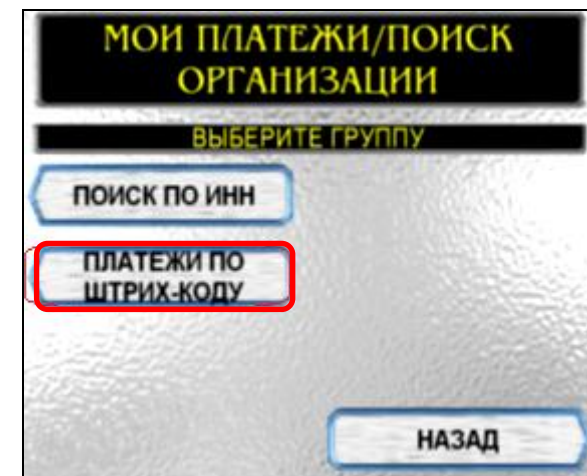 МОИ ПЛАТЕЖИ/ПОИСК
ОРГАНИЗАЦИИ
ВЫБЕРИТЕ ГРУППУ
ПОИСК ПО ИНН
ПЛАТЕЖИ ПО
ШТРИХ-КОДУ
НАЗАД